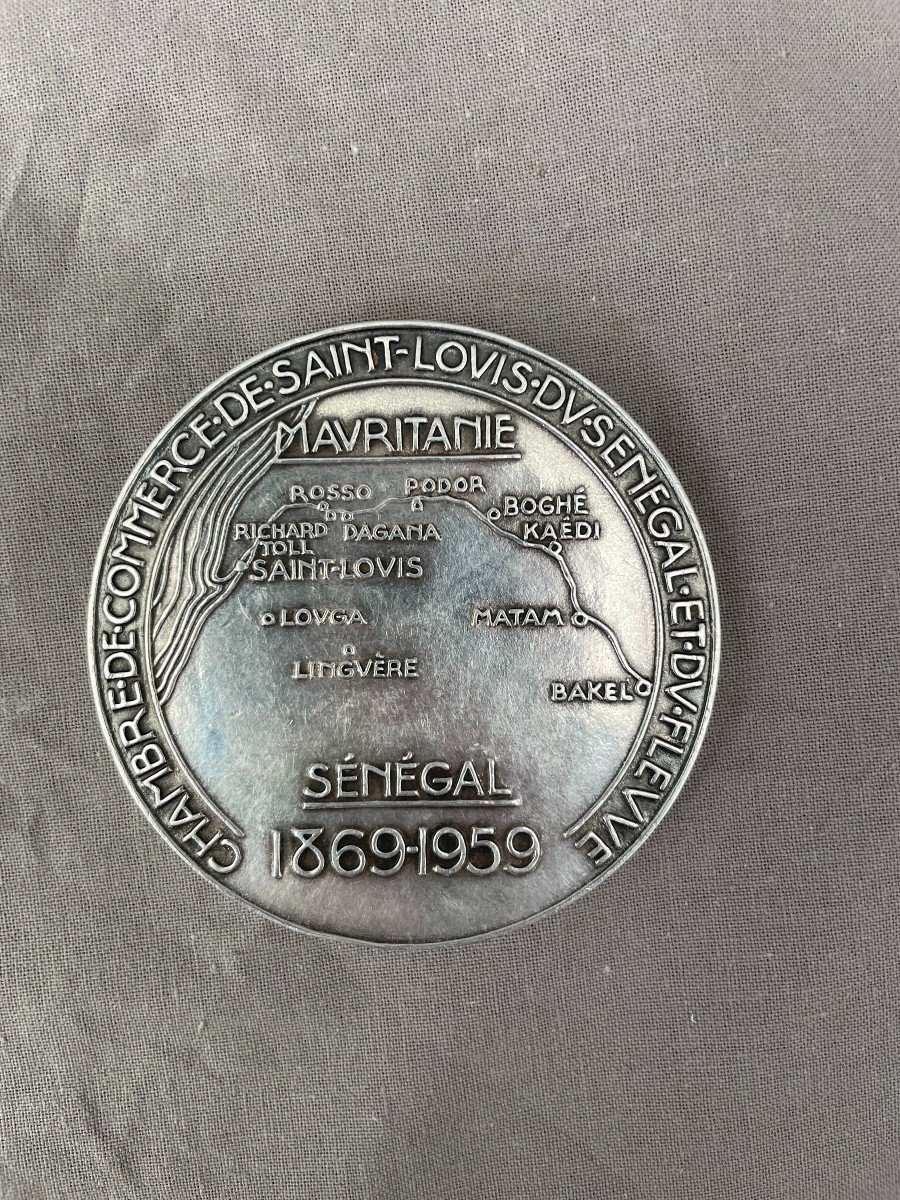 CHAMBRE·DE·COMMERCE·DE·SAINT-LOVIS·DV·SENEGAL·ET·DV·FLEVVE
MAVRITANIE
ROSSO PODOR
BOGHÉ
RICHARD DAGANA KAÊDI
TOLL
SAINT-LOVIS
LOVGA MATAM
LINGVÈRE
BAKEL
SÉNÉGAL
1869-1959